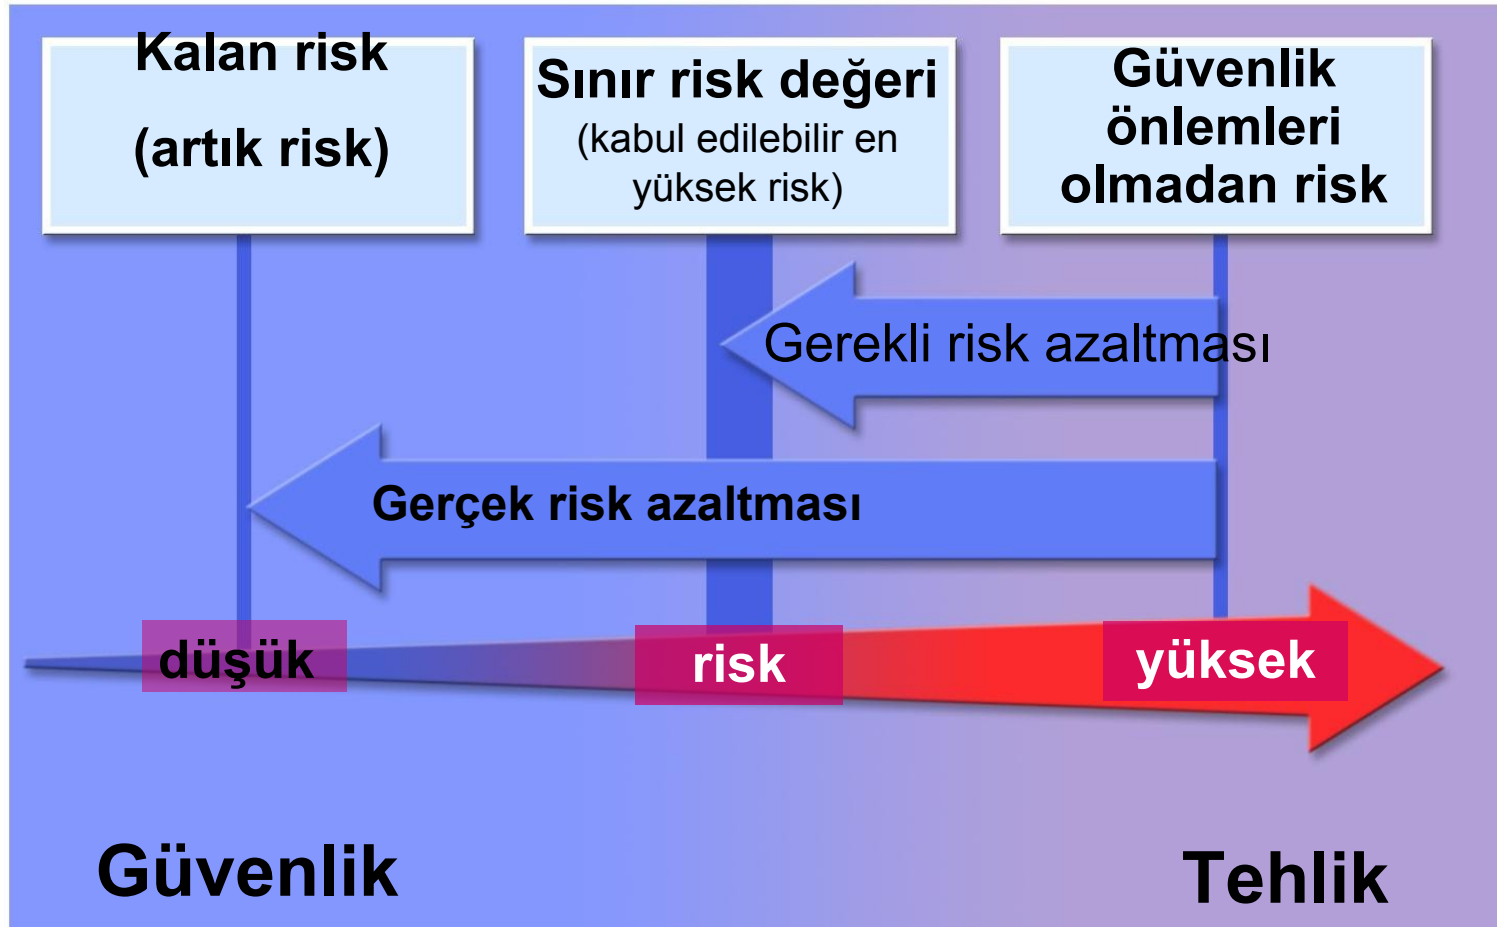 Kalan risk
(artık risk)
Sınır risk değeri
(kabul edilebilir en
yüksek risk)
Güvenlik
önlemleri
olmadan risk
Gerekli risk azaltması
Gerçek risk azaltması
düşük
risk
yüksek
Güvenlik
Tehlik